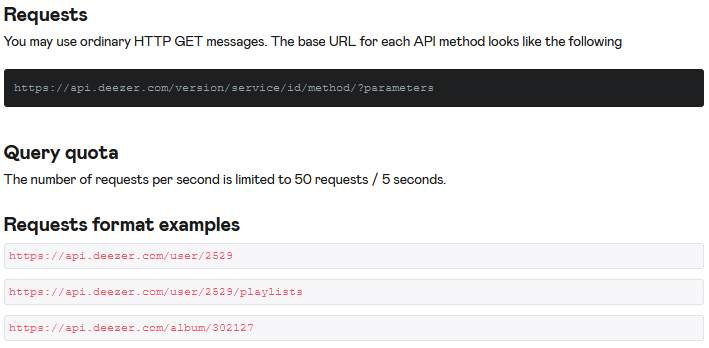 Requests
You may use ordinary HTTP GET messages. The base URL for each API method looks like the following
https://api.deezer.com/version/service/id/method/?parameters
Query quota
The number of requests per second is limited to 50 requests / 5 seconds.
Requests format examples
https://api.deezer.com/user/2529
https://api.deezer.com/user/2529/playlists
https://api.deezer.com/album/302127